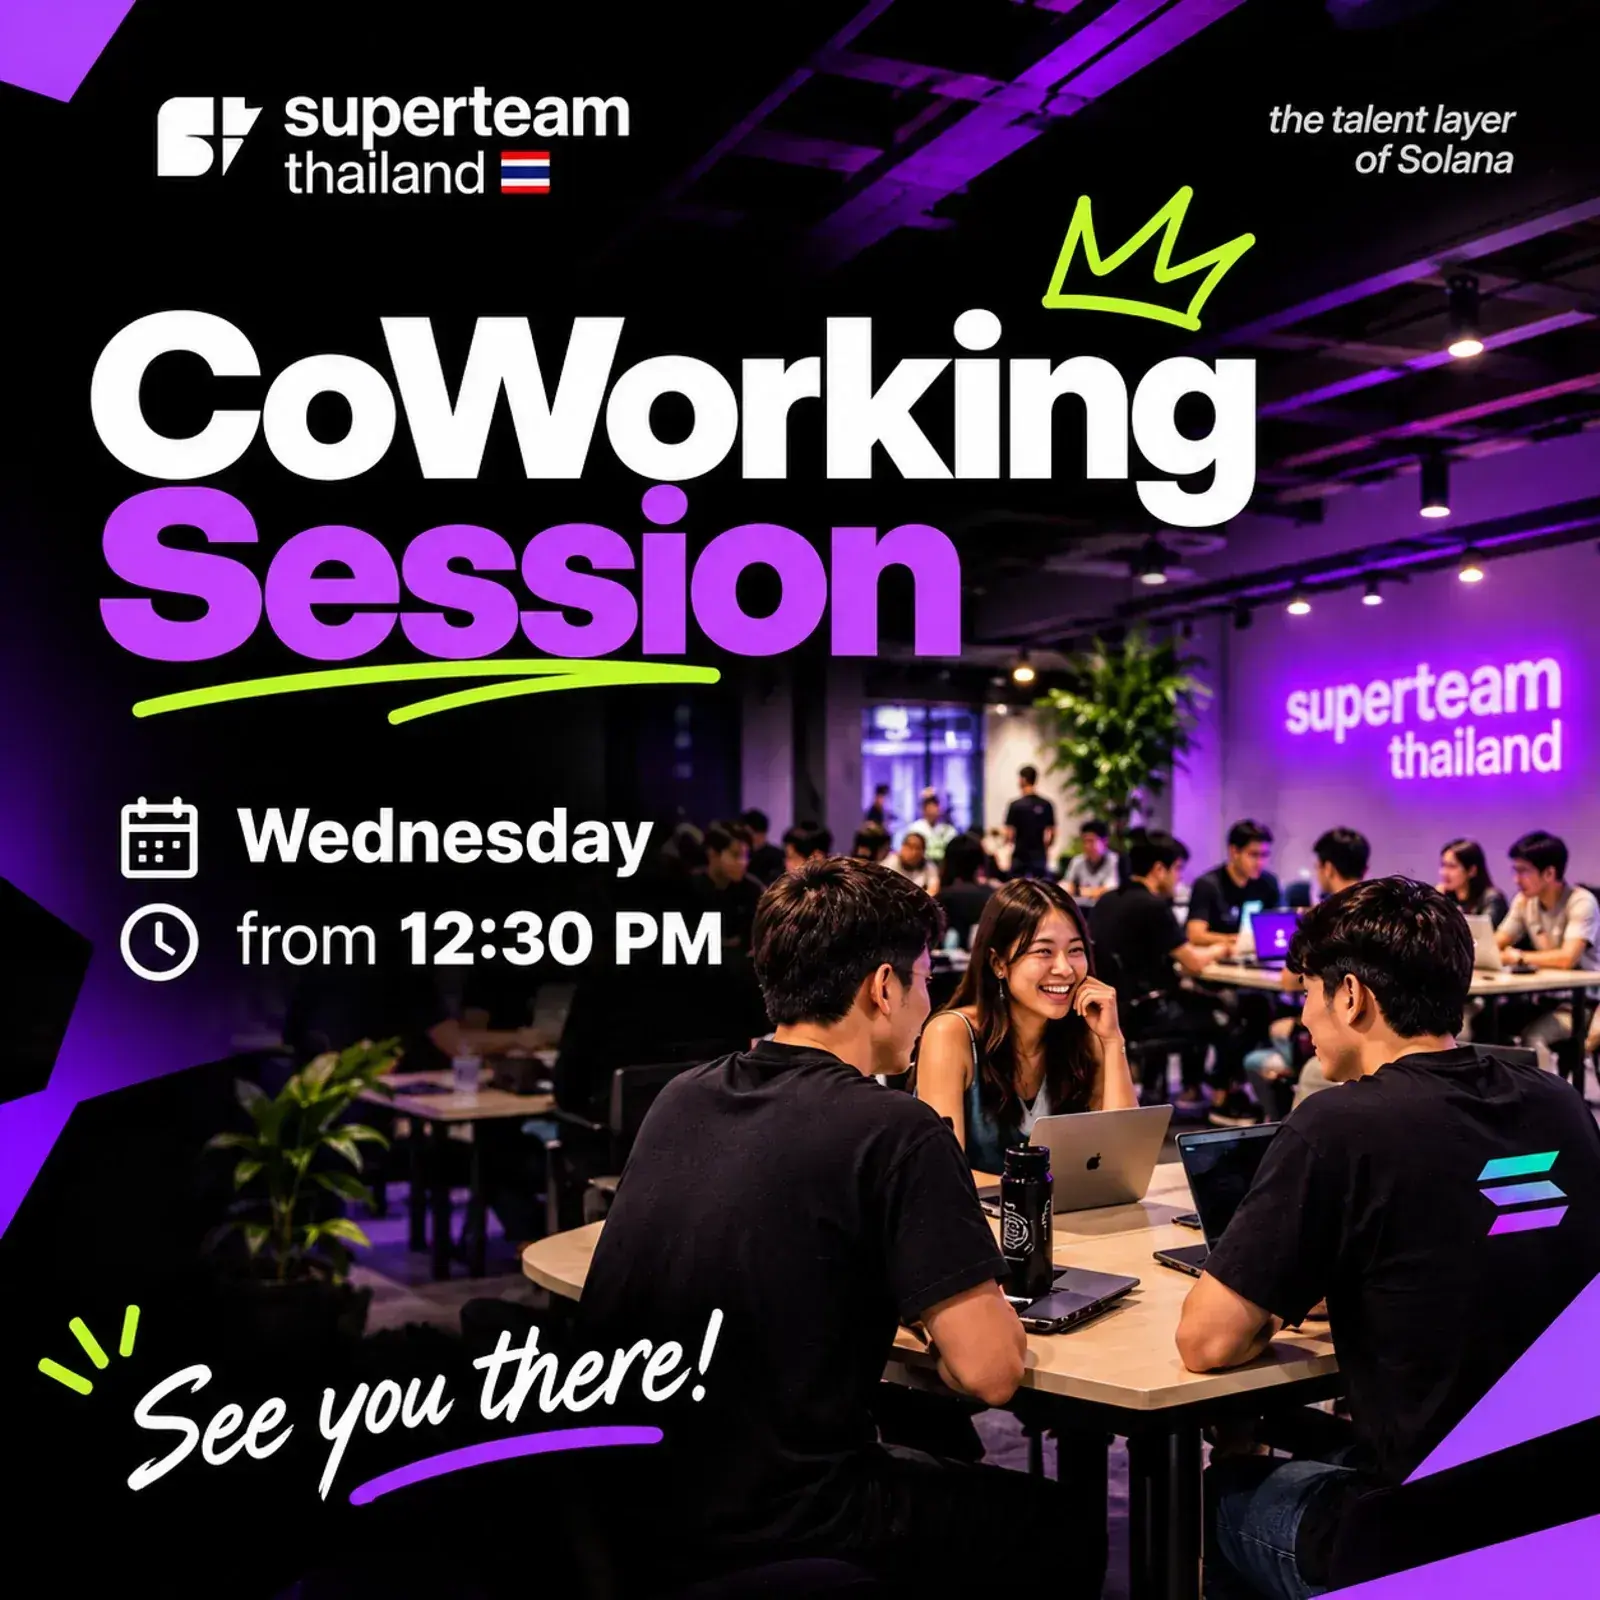 superteam
thailand
the talent layer
of Solana
CoWorking
Session
superteam
thailand
Wednesday
from 12:30 PM
See you there!